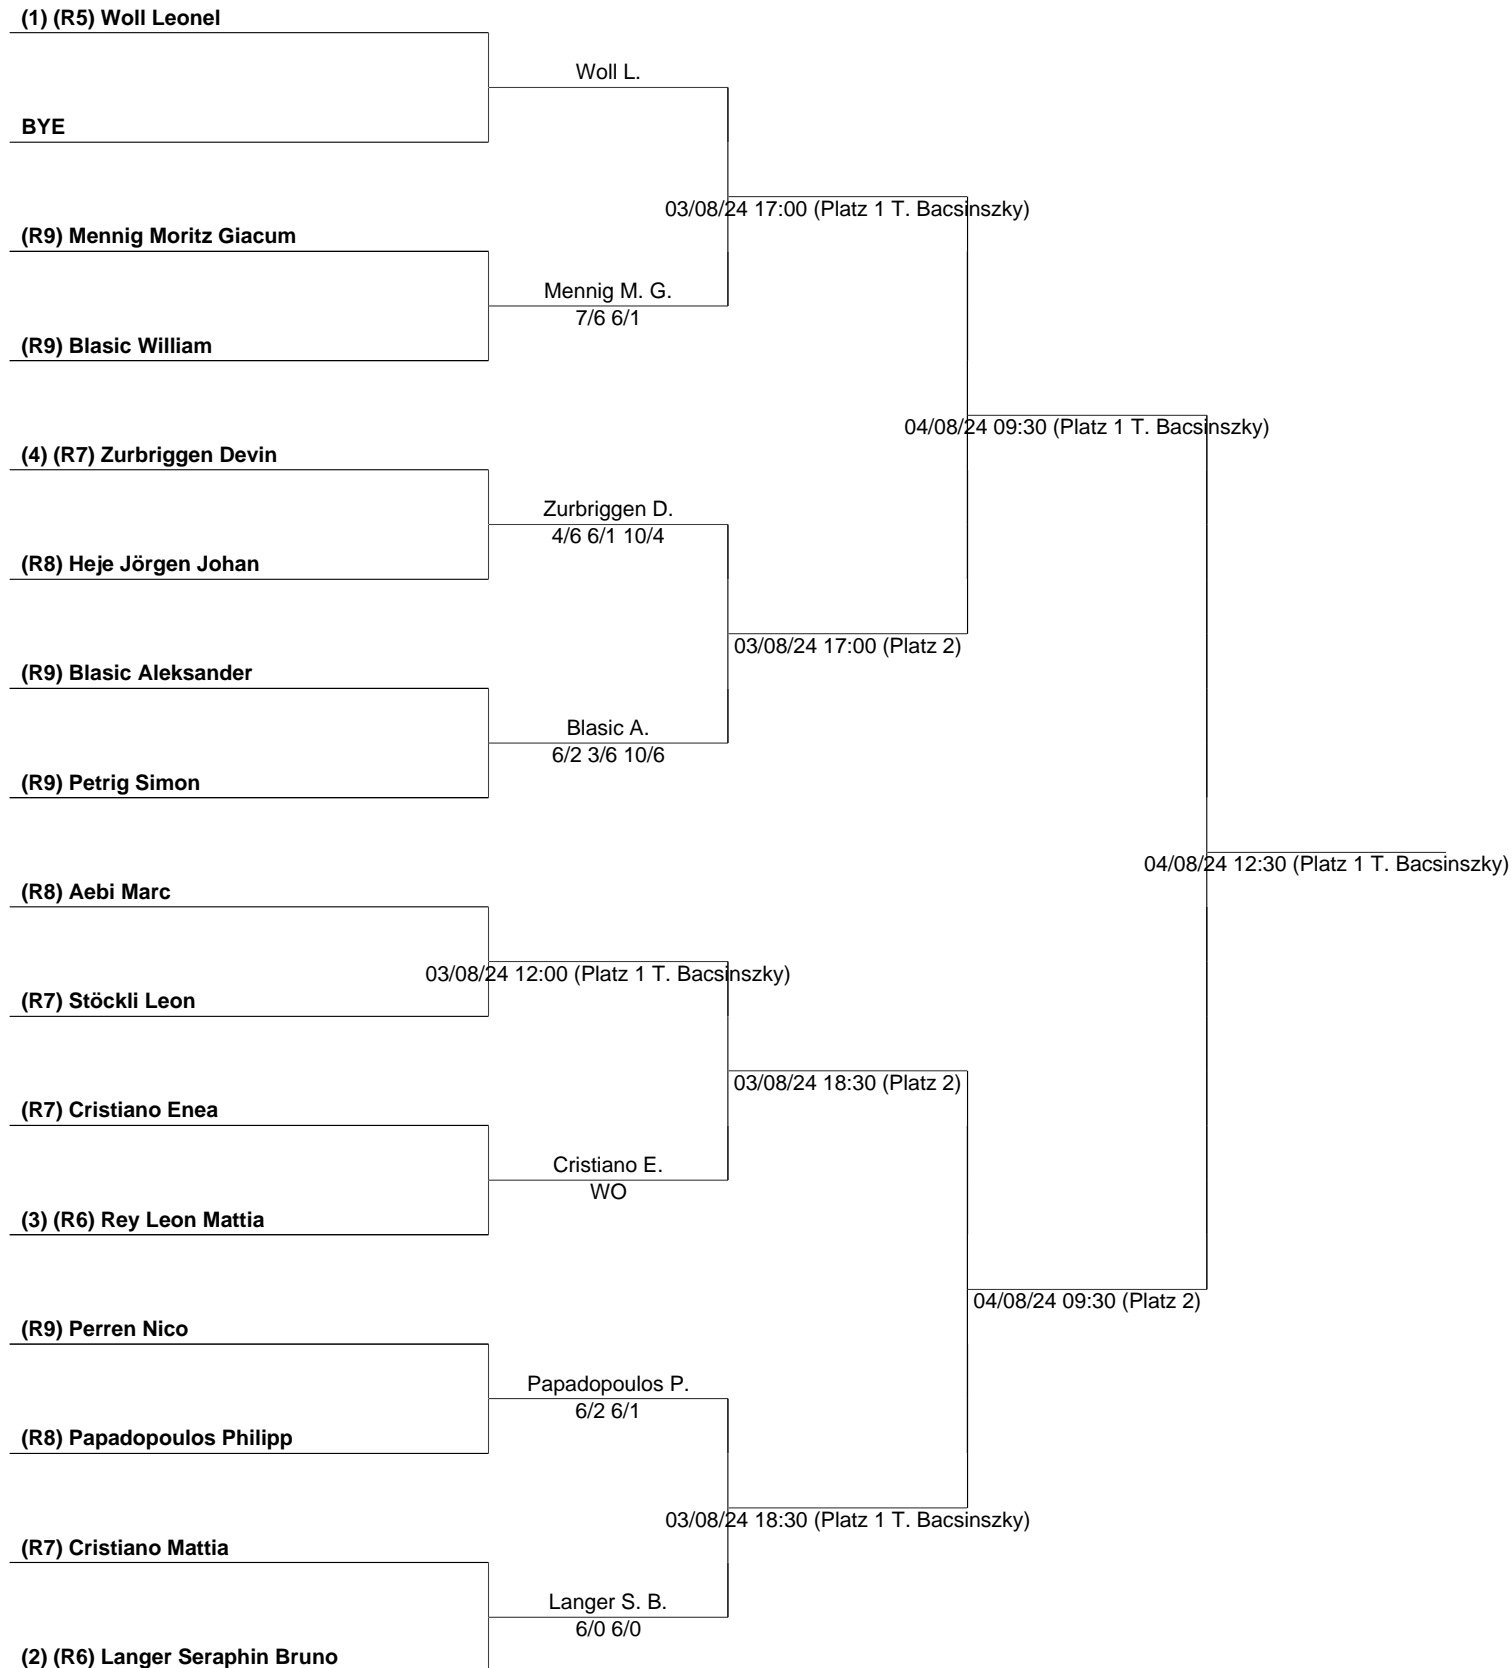 (1) (R5) Woll Leonel
Woll L.
BYE
03/08/24 17:00 (Platz 1 T. Bacsinszky)
(R9) Mennig Moritz Giacum
Mennig M. G.
7/6 6/1
(R9) Blasic William
04/08/24 09:30 (Platz 1 T. Bacsinszky)
(4) (R7) Zurbriggen Devin
Zurbriggen D.
4/6 6/1 10/4
(R8) Heje Jörgen Johan
03/08/24 17:00 (Platz 2)
(R9) Blasic Aleksander
Blasic A.
6/2 3/6 10/6
(R9) Petrig Simon
04/08/24 12:30 (Platz 1 T. Bacsinszky)
(R8) Aebi Marc
03/08/24 12:00 (Platz 1 T. Bacsinszky)
(R7) Stöckli Leon
03/08/24 18:30 (Platz 2)
(R7) Cristiano Enea
Cristiano E.
WO
(3) (R6) Rey Leon Mattia
04/08/24 09:30 (Platz 2)
(R9) Perren Nico
Papadopoulos P.
6/2 6/1
(R8) Papadopoulos Philipp
03/08/24 18:30 (Platz 1 T. Bacsinszky)
(R7) Cristiano Mattia
Langer S. B.
6/0 6/0
(2) (R6) Langer Seraphin Bruno